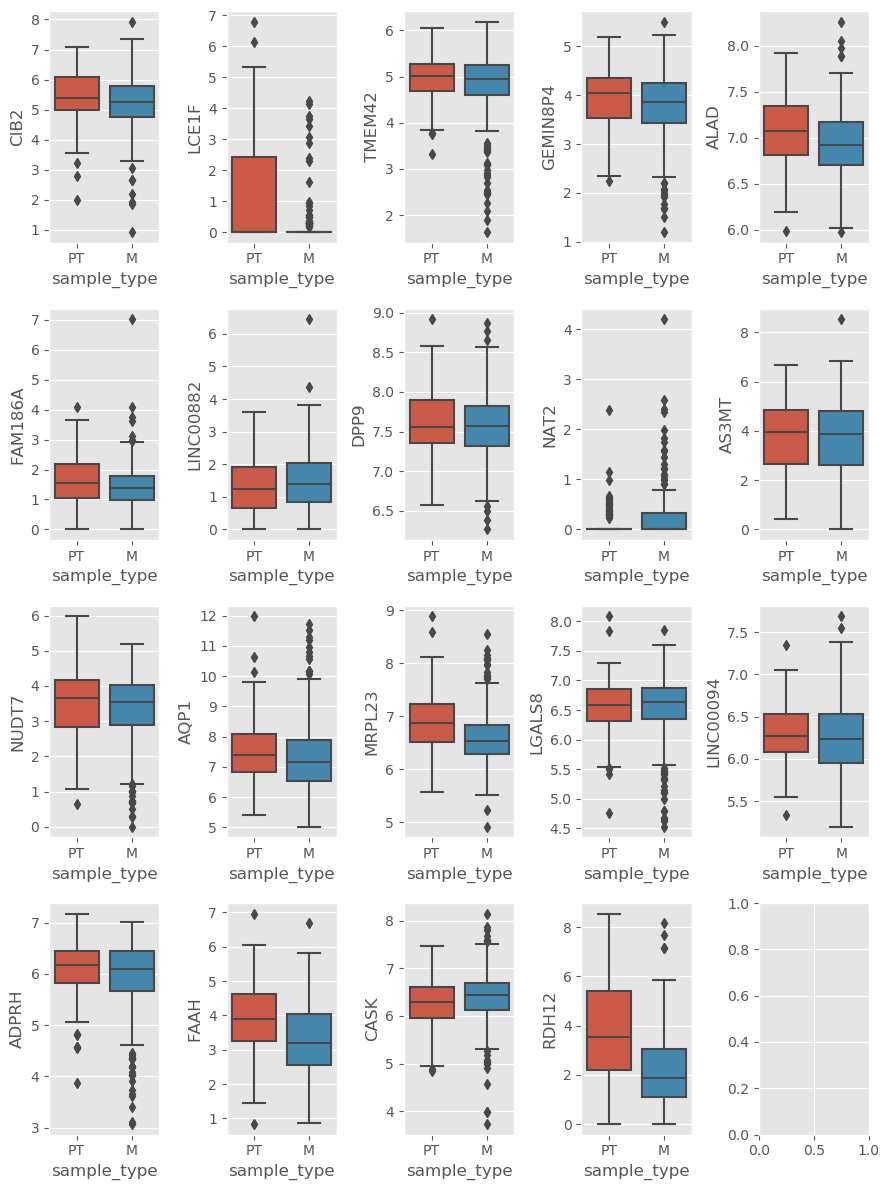 8
7
6
5
4
3
2
1
CIB2
PT
M
sample_type
7
6
5
4
3
2
1
0
LCE1F
PT
M
sample_type
6
5
4
3
2
TMEM42
PT
M
sample_type
5
4
3
2
1
GEMIN8P4
PT
M
sample_type
8.0
7.5
7.0
6.5
6.0
ALAD
PT
M
sample_type
7
6
5
4
3
2
1
0
FAM186A
PT
M
sample_type
6
5
4
3
2
1
0
LINC00882
PT
M
sample_type
9.0
8.5
8.0
7.5
7.0
6.5
DPP9
PT
M
sample_type
4
3
2
1
0
NAT2
PT
M
sample_type
8
6
4
2
0
AS3MT
PT
M
sample_type
6
5
4
3
2
1
0
NUDT7
PT
M
sample_type
12
11
10
9
8
7
6
5
AQP1
PT
M
sample_type
9
8
7
6
5
MRPL23
PT
M
sample_type
8.0
7.5
7.0
6.5
6.0
5.5
5.0
4.5
LGALS8
PT
M
sample_type
7.5
7.0
6.5
6.0
5.5
LINC00094
PT
M
sample_type
7
6
5
4
3
ADPRH
PT
M
sample_type
7
6
5
4
3
2
1
FAAH
PT
M
sample_type
8
7
6
5
4
CASK
PT
M
sample_type
8
6
4
2
0
RDH12
PT
M
sample_type
1.0
0.8
0.6
0.4
0.2
0.0
0.0
0.5
1.0